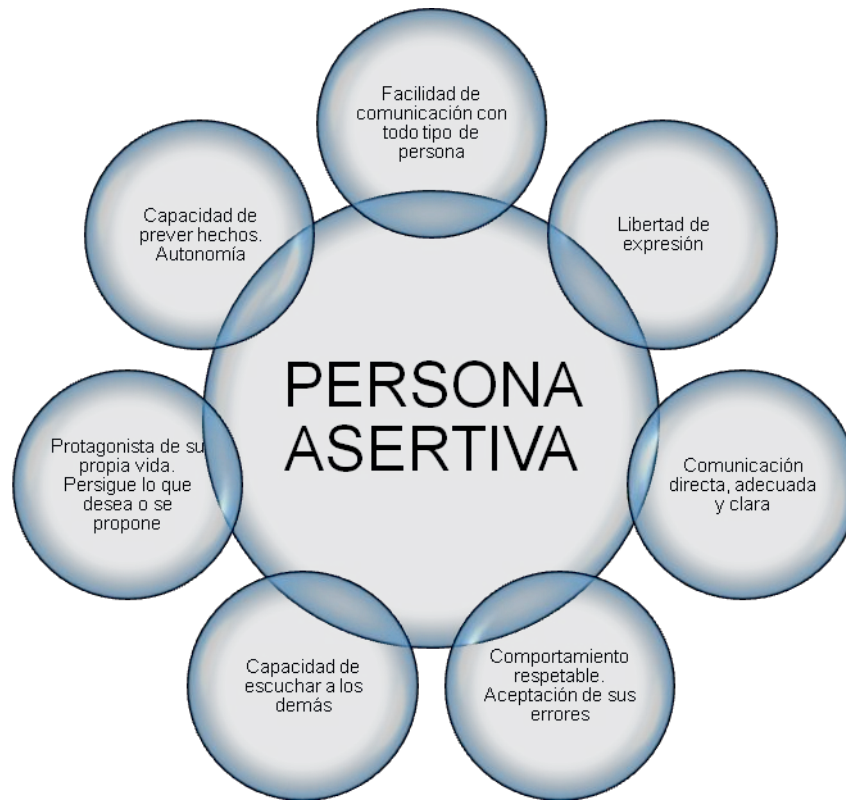 Facilidad de
comunicación con
todo tipo de
persona
Libertad de
expresión
Comunicación
directa, adecuada
y clara
Comportamiento
respetable.
Aceptación de sus
errores
Capacidad de
escuchar a los
demás
Protagonista de su
propia vida.
Persigue lo que
desea o se
propone
Capacidad de
prever hechos.
Autonomía
PERSONA
ASERTIVA